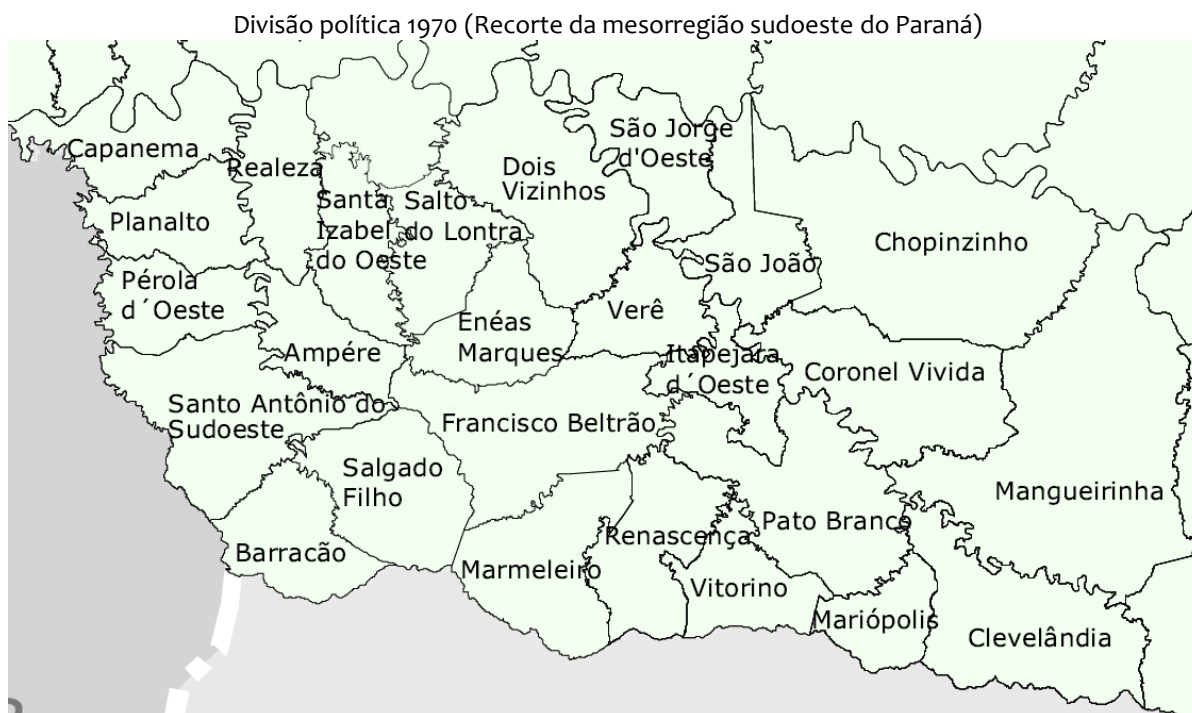 Divisão política 1970 (Recorte da mesorregião sudoeste do Paraná)
Capanema
Realeza
São Jorge
d'Oeste
Dois
Vizinhos
Planalto
Santa
Izabel
do Oeste
Salto
do Lontra
Chopinzinho
São João
Pérola
d´Oeste
Verê
Enéas
Marques
Ampére
Itapejara
d´Oeste
Coronel Vivida
Santo Antônio do
Sudoeste
Francisco Beltrão
Salgado
Filho
Mangueirinha
Pato Branco
Renascença
Barracão
Marmeleiro
Vitorino
Mariópolis
Clevelândia